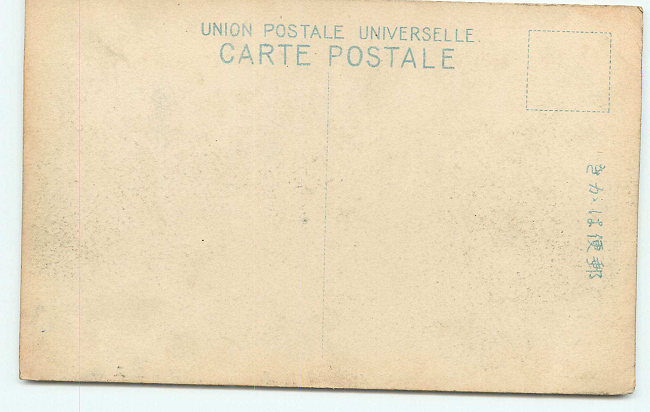 UNION POSTALE UNIVERSELLE.
CARTE POSTALE
郵便はかき